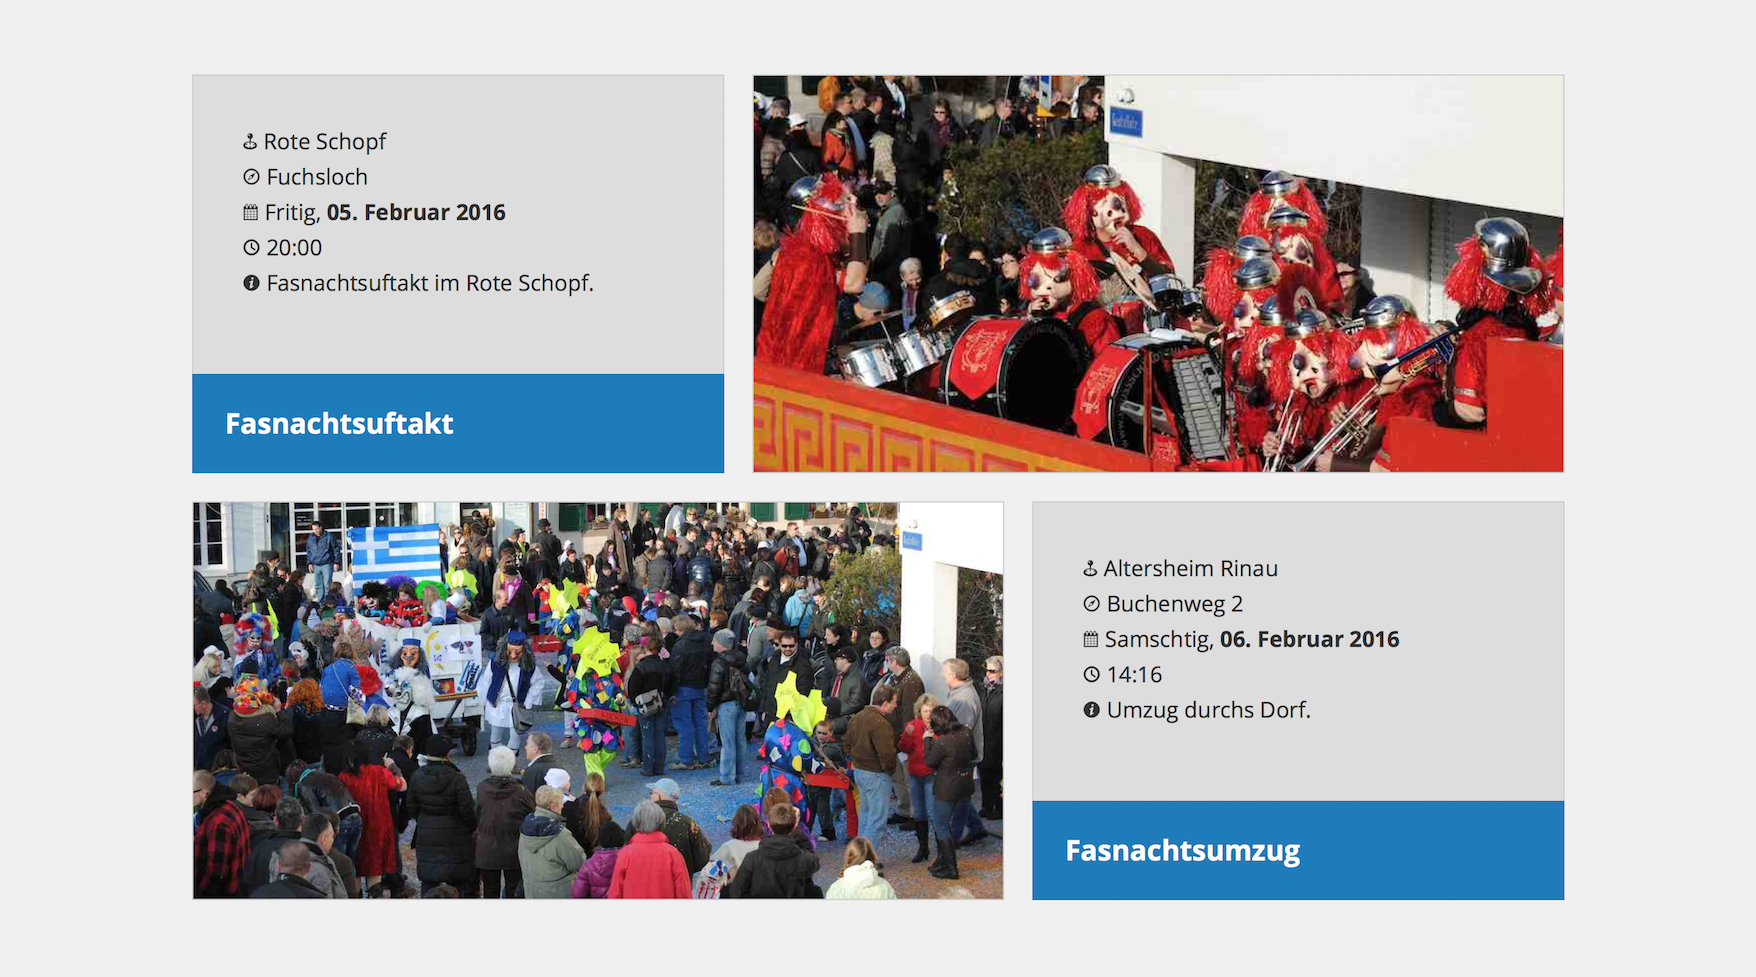 Rote Schopf
Fuchsloch
Fritig, 05. Februar 2016
20:00
Fasnachtsuftakt im Rote Schopf.
Fasnachtsuftakt
Altersheim Rinau
Buchenweg 2
Samschtig, 06. Februar 2016
14:16
Umzug durchs Dorf.
Fasnachtsumzug